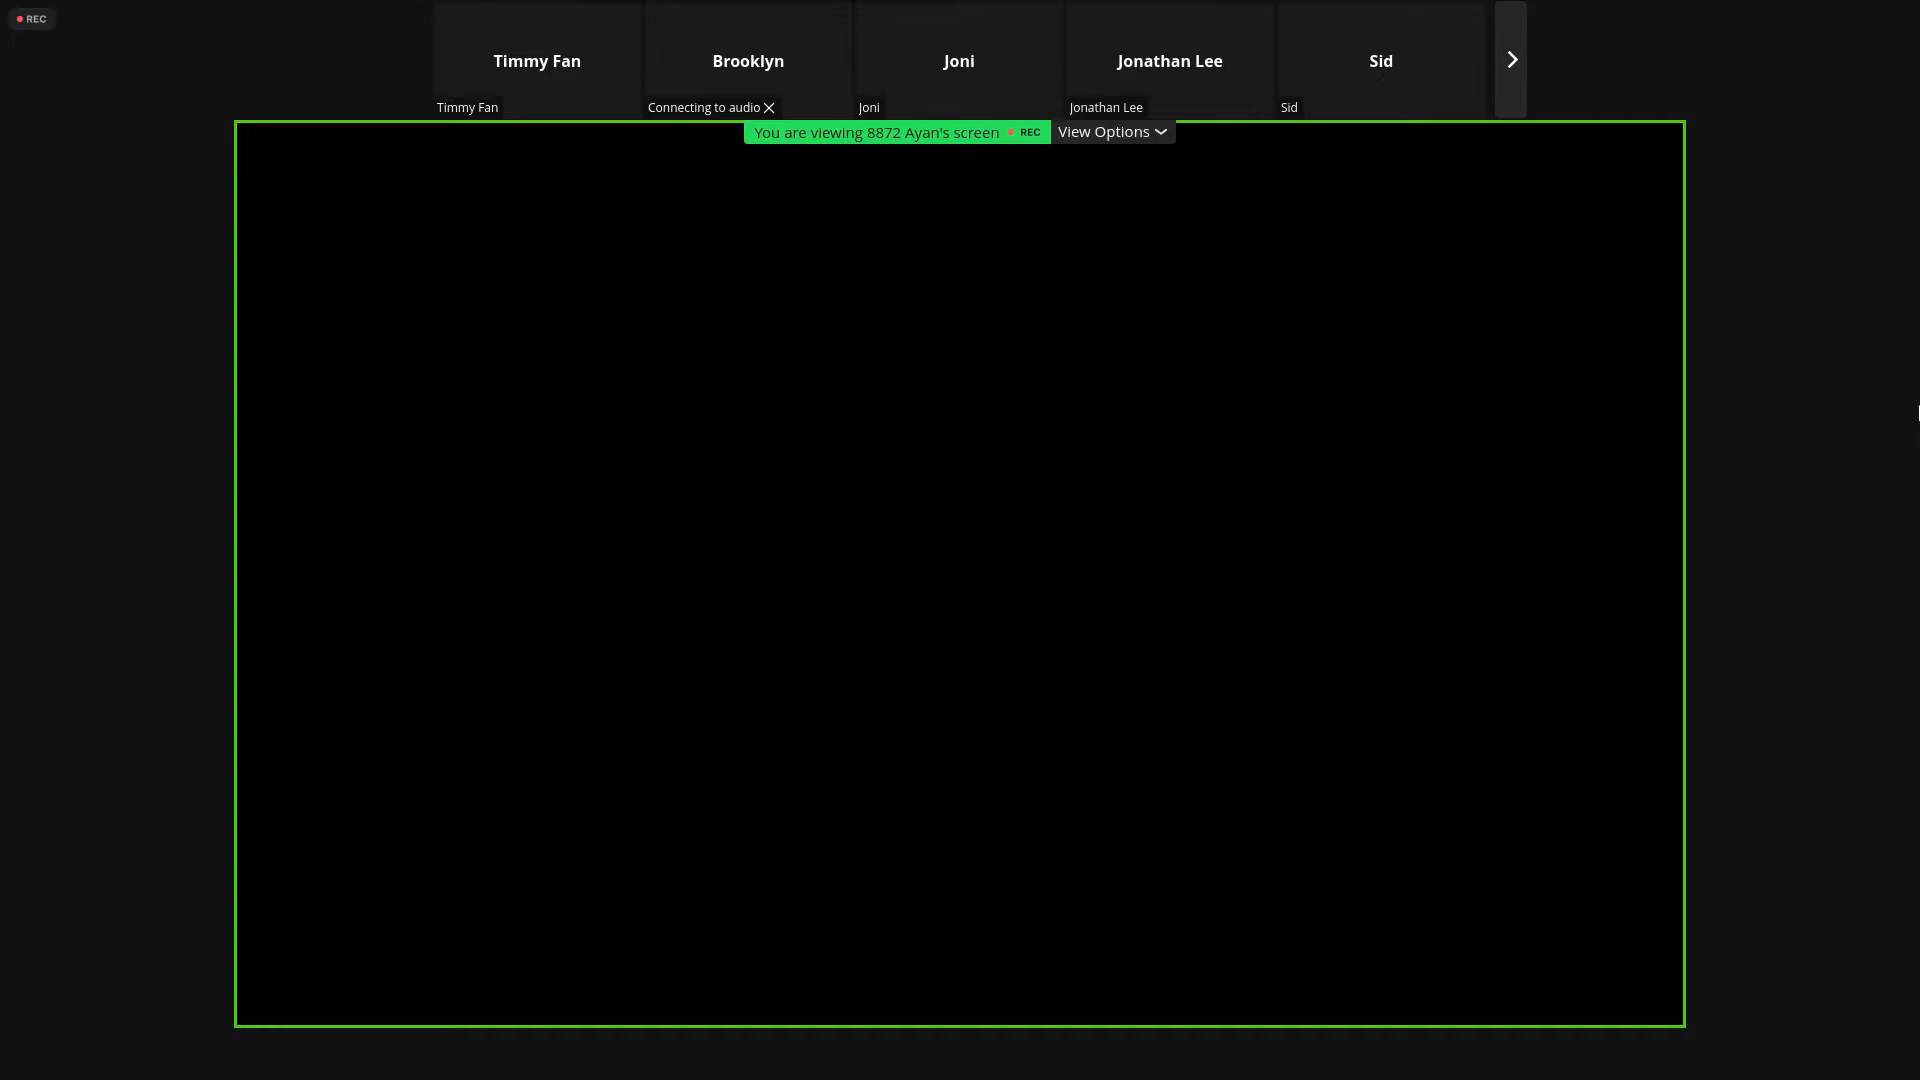 REC
Timmy Fan
Brooklyn
Joni
Jonathan Lee
Sid
Timmy Fan
Connecting to audio
Joni
Jonathan Lee
Sid
You are viewing 8872 Ayan's screen REC View Options